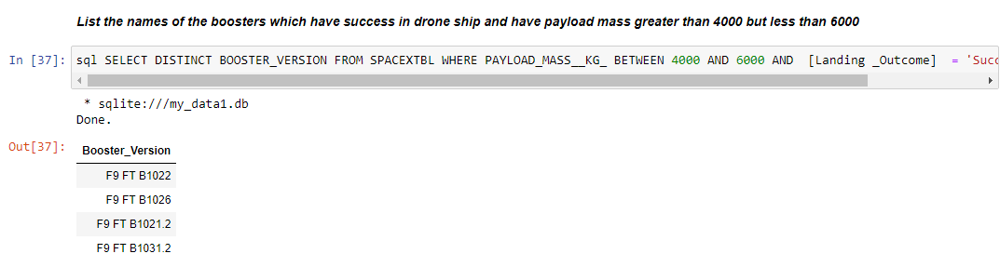 List the names of the boosters which have success in drone ship and have payload mass greater than 4000 but less than 6000
In [37]: sql SELECT DISTINCT BOOSTER_VERSION FROM SPACEXTBL WHERE PAYLOAD_MASS__KG_ BETWEEN 4000 AND 6000 AND [Landing _Outcome] = 'Succ
* sqlite:///my_data1.db
Done.
Out[37]: Booster_Version
F9 FT B1022
F9 FT B1026
F9 FT B1021.2
F9 FT B1031.2